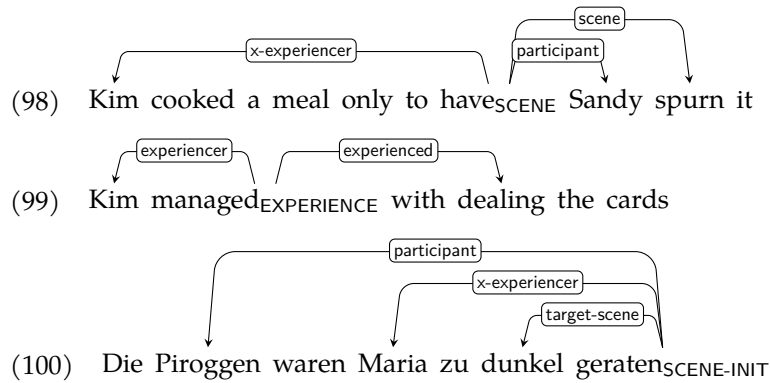 scene
x-experiencer participant
(98) Kim cooked a meal only to haveSCENE Sandy spurn it
experiencer experienced
(99) Kim managedEXPERIENCE with dealing the cards
participant
x-experiencer
target-scene
(100) Die Piroggen waren Maria zu dunkel geratenSCENE-INIT